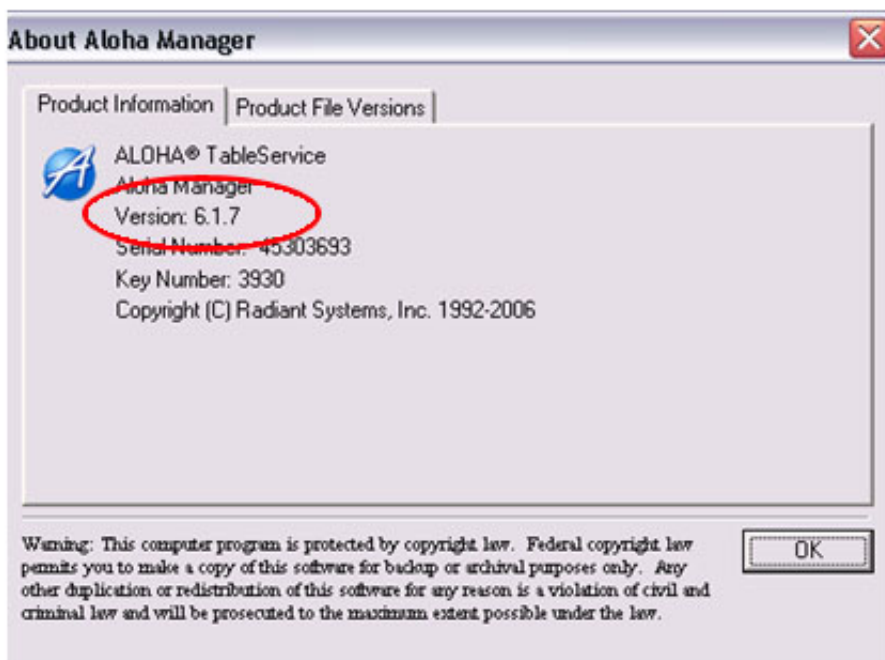 About Aloha Manager
Product Information Product File Versions
ALOHA® TableService
Aloha Manager
Version: 6.1.7
Serial Number: 45303693
Key Number: 3930
Copyright (C) Radiant Systems, Inc. 1992-2006
Warning: This computer program is protected by copyright law. Federal copyright law
permits you to make a copy of this software for backup or archival purposes only. Any
other duplication or redistribution of this software for any reason is a violation of civil and
criminal law and will be prosecuted to the maximum extent possible under the law.
OK